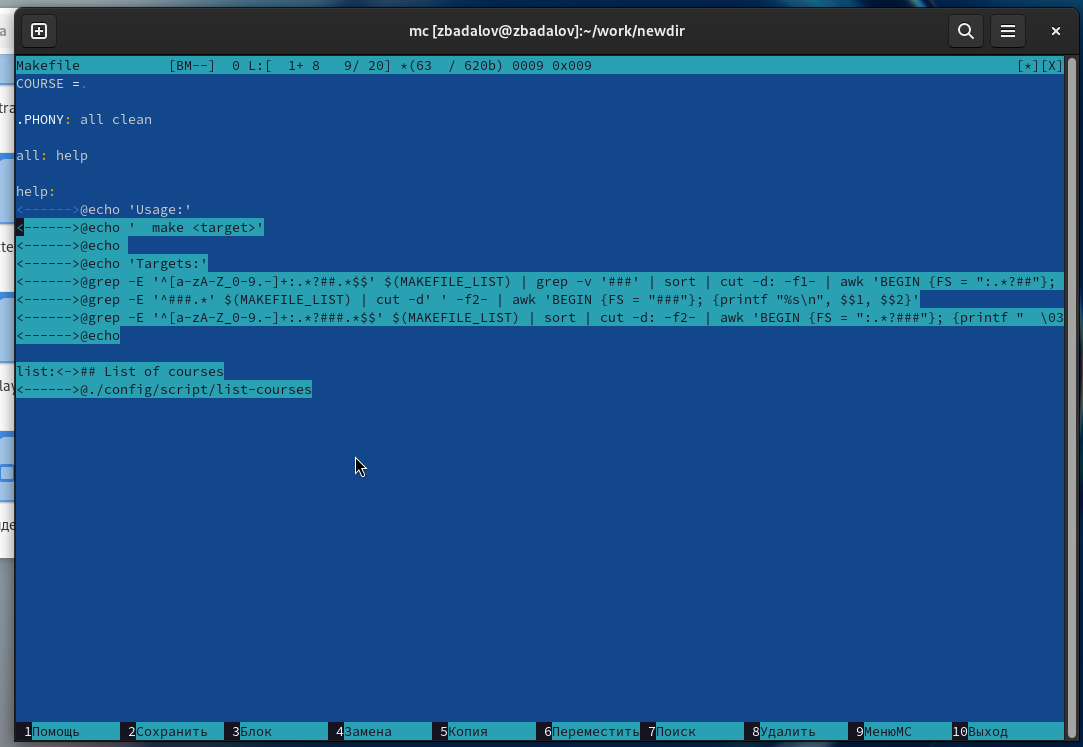 mc [zbadalov@zbadalov]:~/work/newdir
Makefile [BM--] 0 L:[ 1+ 8 9/ 20] *(63 / 620b) 0009 0x009 [*][X]
COURSE =.
.PHONY: all clean
all: help
help:
<------>@echo 'Usage:'
<------>@echo '  make <target>'
<------>@echo
<------>@echo 'Targets:'
<------>@grep -E '^[a-zA-Z_0-9.-]+:.*?##.*$$' $(MAKEFILE_LIST) | grep -v '###' | sort | cut -d: -f1- | awk 'BEGIN {FS = ":.*?##"};
<------>@grep -E '^###.*' $(MAKEFILE_LIST) | cut -d' ' -f2- | awk 'BEGIN {FS = "###"}; {printf "%s\n", $$1, $$2}'
<------>@grep -E '^[a-zA-Z_0-9.-]+:.*?###.*$$' $(MAKEFILE_LIST) | sort | cut -d: -f2- | awk 'BEGIN {FS = ":.*?###"}; {printf "  \03
<------>@echo
list:<->## List of courses
<------>@./config/script/list-courses
1Помощь 2Сохранить 3Блок 4Замена 5Копия 6Переместить 7Поиск 8Удалить 9МенюМС 10Выход